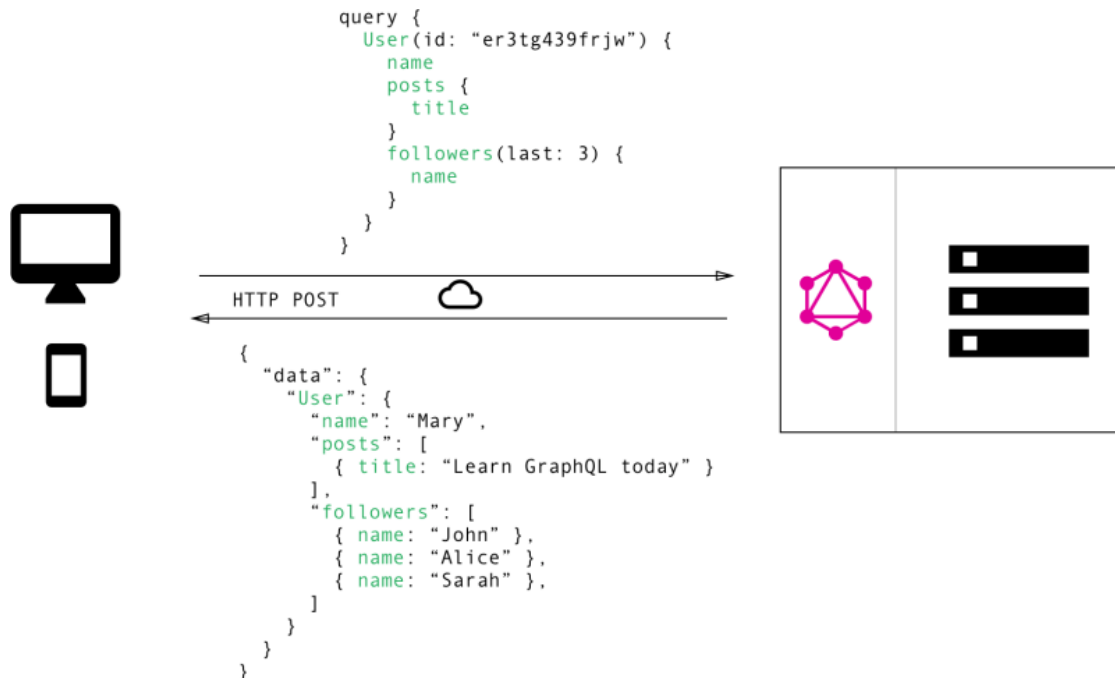 query {
  User(id: “er3tg439frjw”) {
    name
    posts {
      title
    }
    followers(last: 3) {
      name
    }
  }
}
HTTP POST
{
  “data”: {
    “User”: {
      “name”: “Mary”,
      “posts”: [
        { title: “Learn GraphQL today” }
      ],
      “followers”: [
        { name: “John” },
        { name: “Alice” },
        { name: “Sarah” },
      ]
    }
  }
}